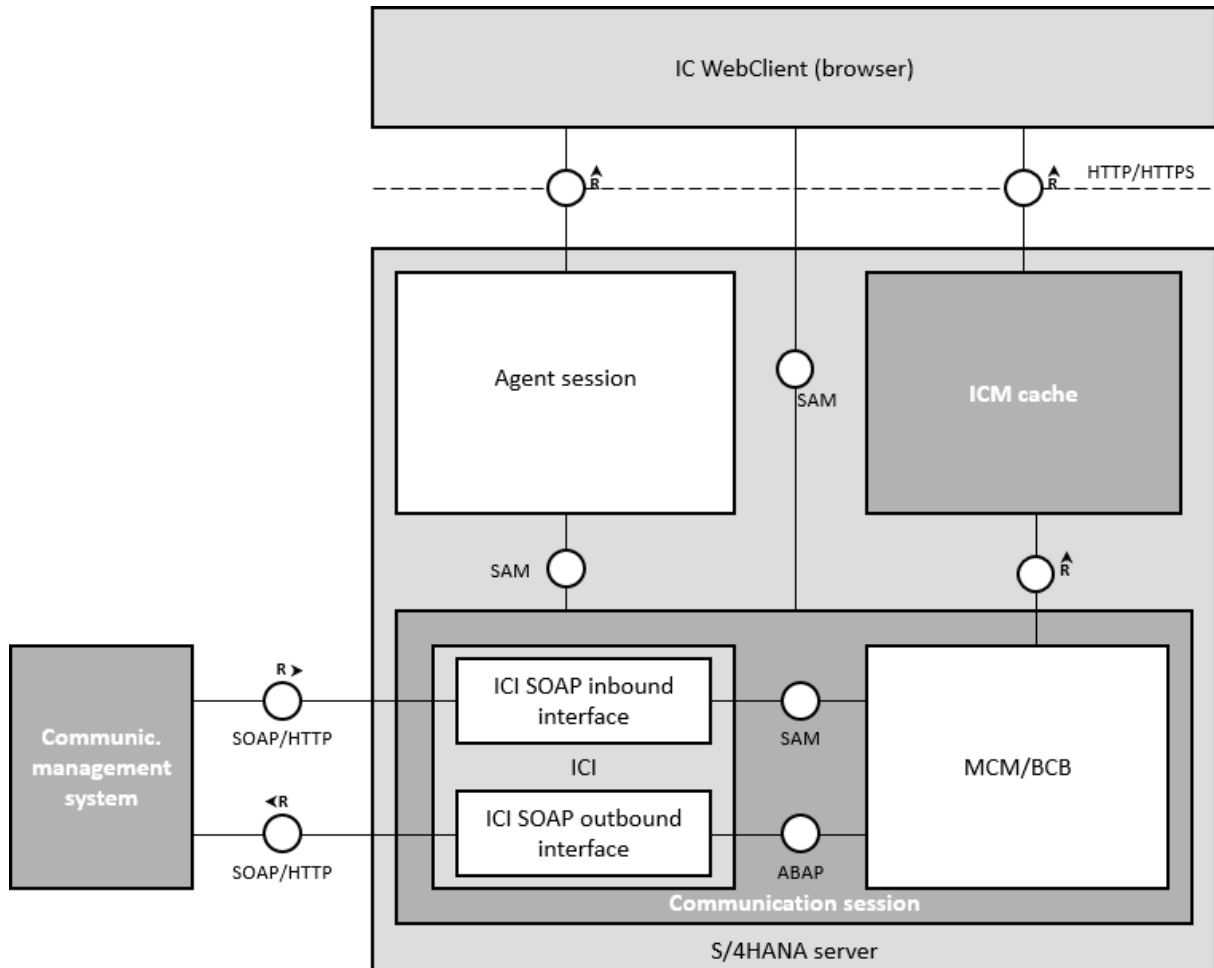 IC WebClient (browser)
R
R
HTTP/HTTPS
Agent session
SAM
ICM cache
SAM
R
R
SOAP/HTTP
ICI SOAP inbound
interface
SAM
ICI
Communic.
management
system
MCM/BCB
R
SOAP/HTTP
ICI SOAP outbound
interface
ABAP
Communication session
S/4HANA server